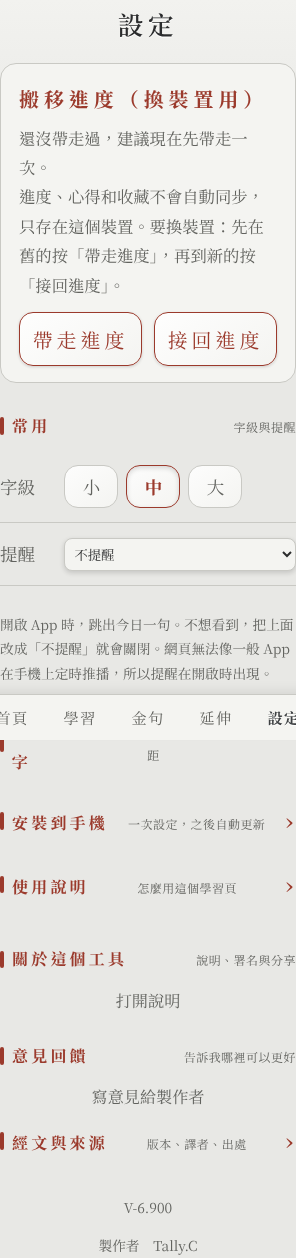 設定
搬移進度（換裝置用）
還沒帶走過，建議現在先帶走一
次。
進度、心得和收藏不會自動同步，
只存在這個裝置。要換裝置：先在
舊的按「帶走進度」，再到新的按
「接回進度」。
帶走進度 接回進度
常用 字級與提醒
字級 小 中 大
提醒 不提醒
開啟 App 時，跳出今日一句。不想看到，把上面
改成「不提醒」就會關閉。網頁無法像一般 App
在手機上定時推播，所以提醒在開啟時出現。
首頁 學習 金句 延伸 設定
字 距
安裝到手機 一次設定，之後自動更新
使用說明 怎麼用這個學習頁
關於這個工具 說明、署名與分享
打開說明
意見回饋 告訴我哪裡可以更好
寫意見給製作者
經文與來源 版本、譯者、出處
V-6.900
製作者 Tally.C